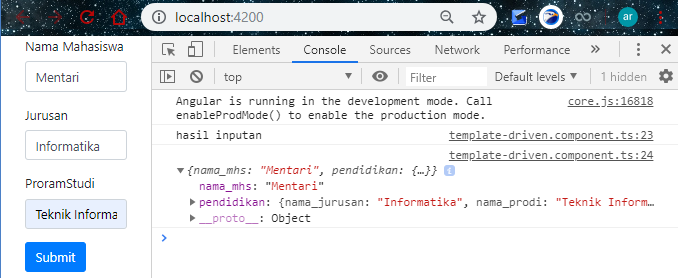 localhost:4200
ar
Nama Mahasiswa
Mentari
Jurusan
Informatika
ProramStudi
Teknik Informa
Submit
Elements Console Sources Network Performance »
top Filter Default levels 1 hidden
Angular is running in the development mode. Call core.js:16818
enableProdMode() to enable the production mode.
hasil inputan template-driven.component.ts:23
template-driven.component.ts:24
{nama_mhs: "Mentari", pendidikan: {…}}
nama_mhs: "Mentari"
pendidikan: {nama_jurusan: "Informatika", nama_prodi: "Teknik Inform…
__proto__: Object